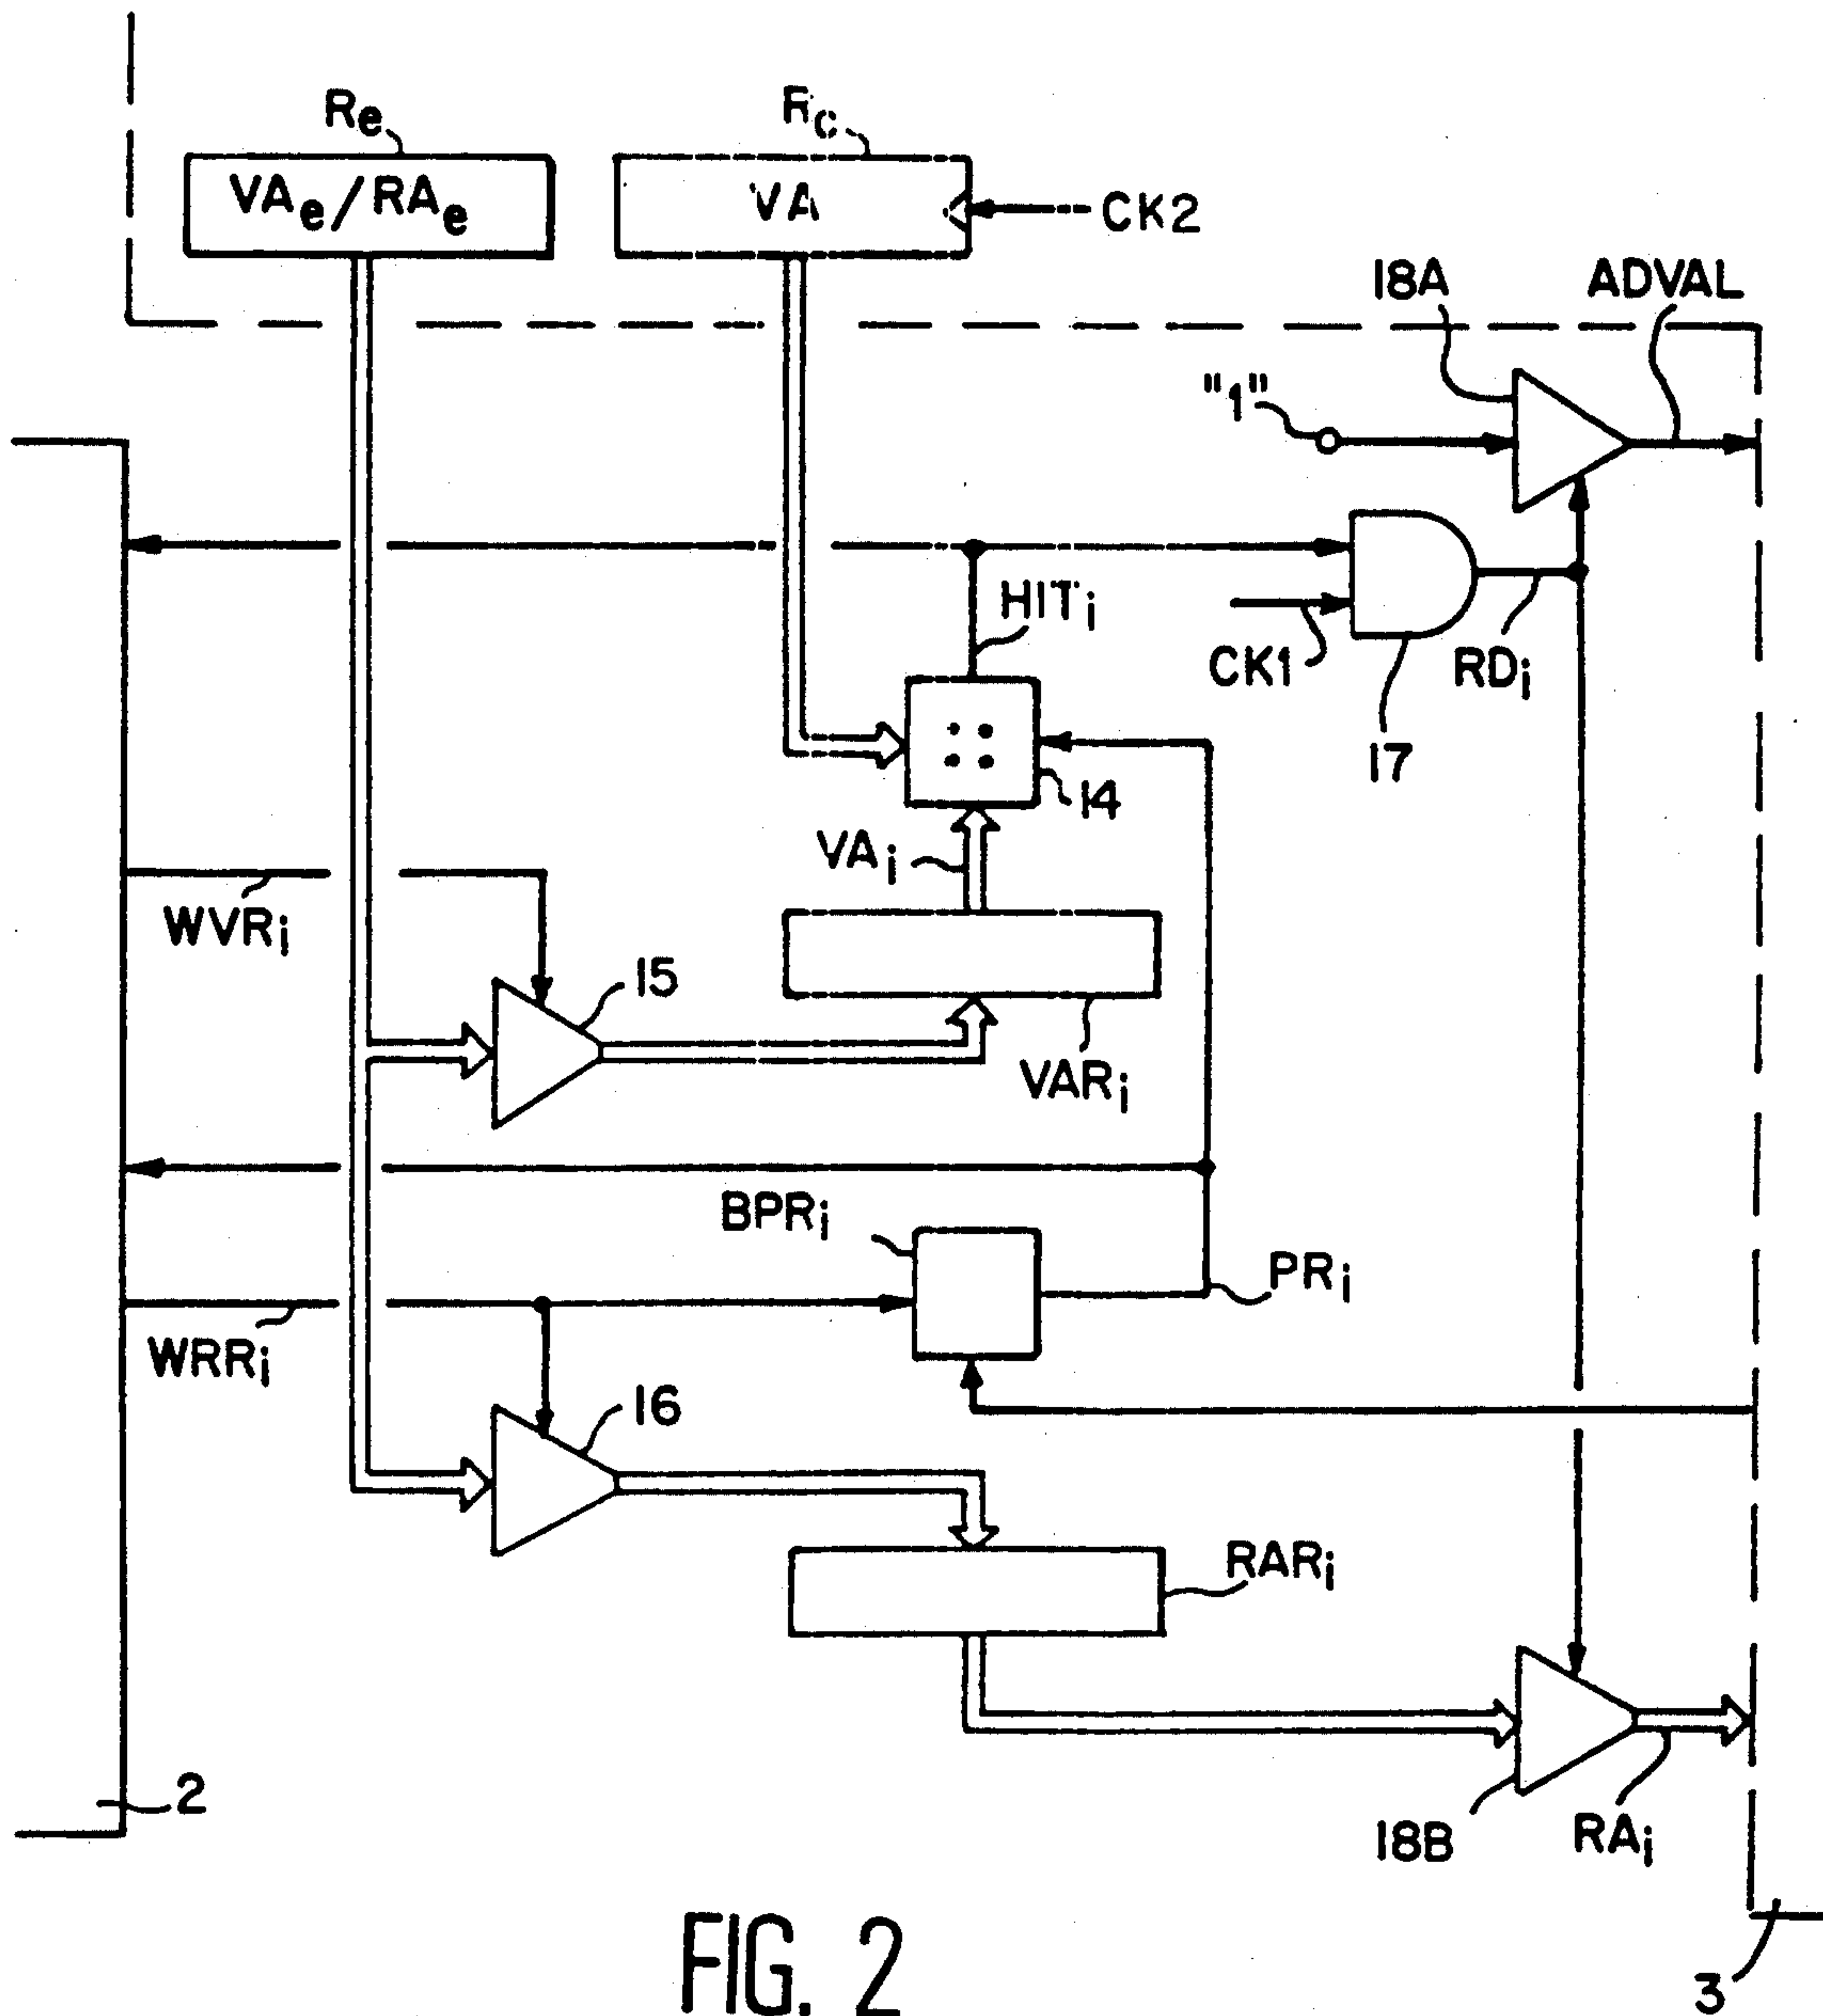 Re
Rc
VAe/RAe
VA
CK2
18A
ADVAL
"1"
HITi
CK1
RDi
17
14
VAi
WVRi
15
VARi
BPRi
PRi
WRRi
16
RARi
2
18B
RAi
FIG. 2
3